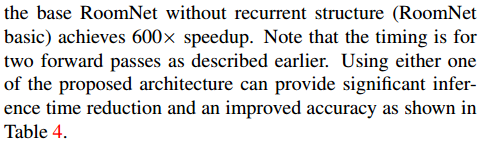 the base RoomNet without recurrent structure (RoomNet
basic) achieves 600× speedup. Note that the timing is for
two forward passes as described earlier. Using either one
of the proposed architecture can provide significant infer-
ence time reduction and an improved accuracy as shown in
Table 4.